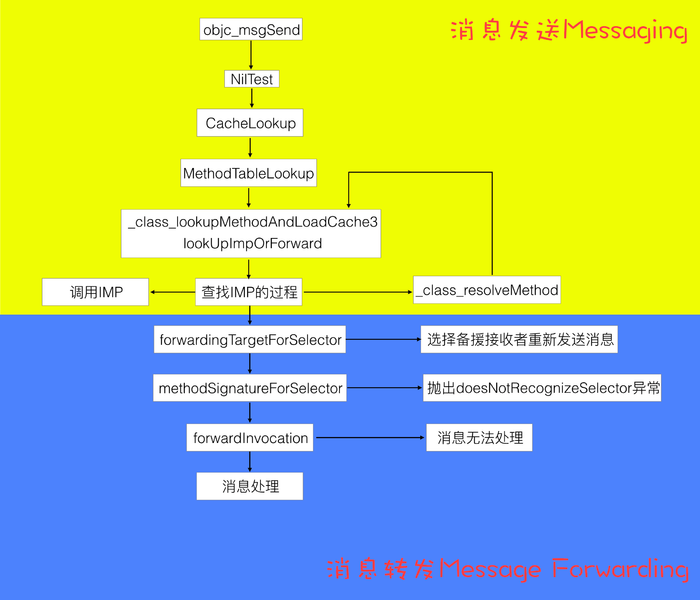 消息发送Messaging
objc_msgSend
NilTest
CacheLookup
MethodTableLookup
_class_lookupMethodAndLoadCache3
lookUpImpOrForward
调用IMP
查找IMP的过程
_class_resolveMethod
forwardingTargetForSelector
选择备援接收者重新发送消息
methodSignatureForSelector
抛出doesNotRecognizeSelector异常
forwardInvocation
消息无法处理
消息处理
消息转发Message Forwarding